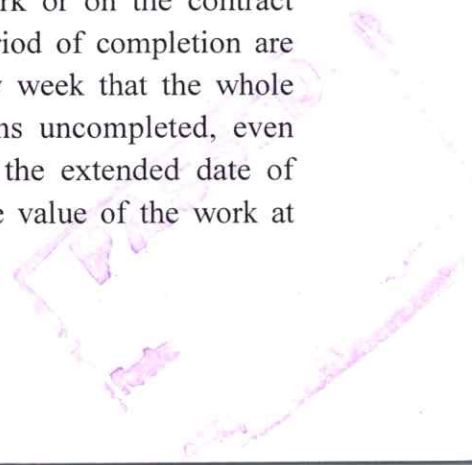 rk or on the contract
riod of completion are
week that the whole
ns uncompleted, even
the extended date of
e value of the work at